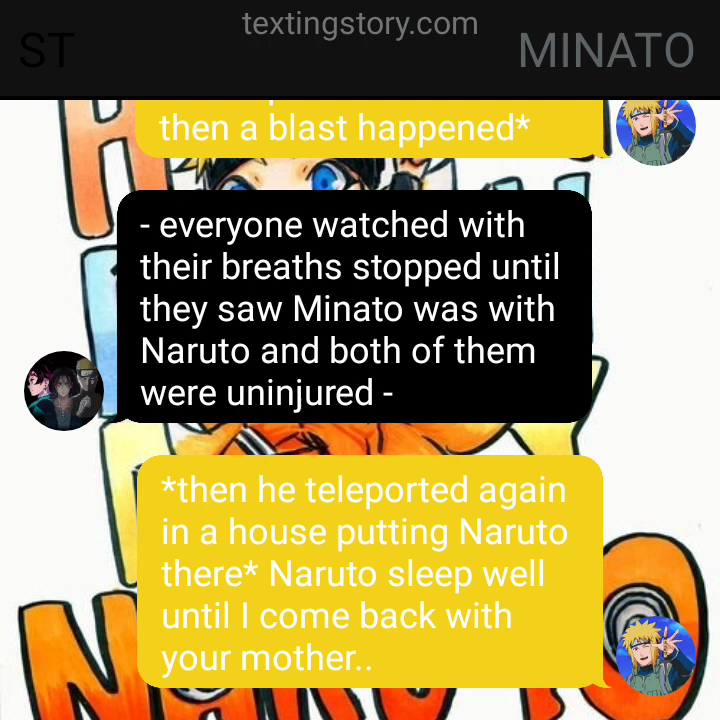 textingstory.com
ST
MINATO
then a blast happened*
- everyone watched with
their breaths stopped until
they saw Minato was with
Naruto and both of them
were uninjured -
*then he teleported again
in a house putting Naruto
there* Naruto sleep well
until I come back with
your mother..